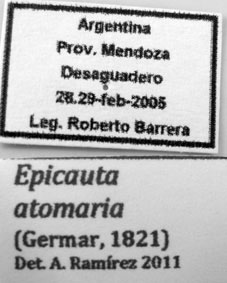 Argentina
Prov. Mendoza
Desaguadero
28.29-feb-2005
Leg. Roberto Barrera
Epicauta
atomaria
(Germar, 1821)
Det. A. Ramírez 2011